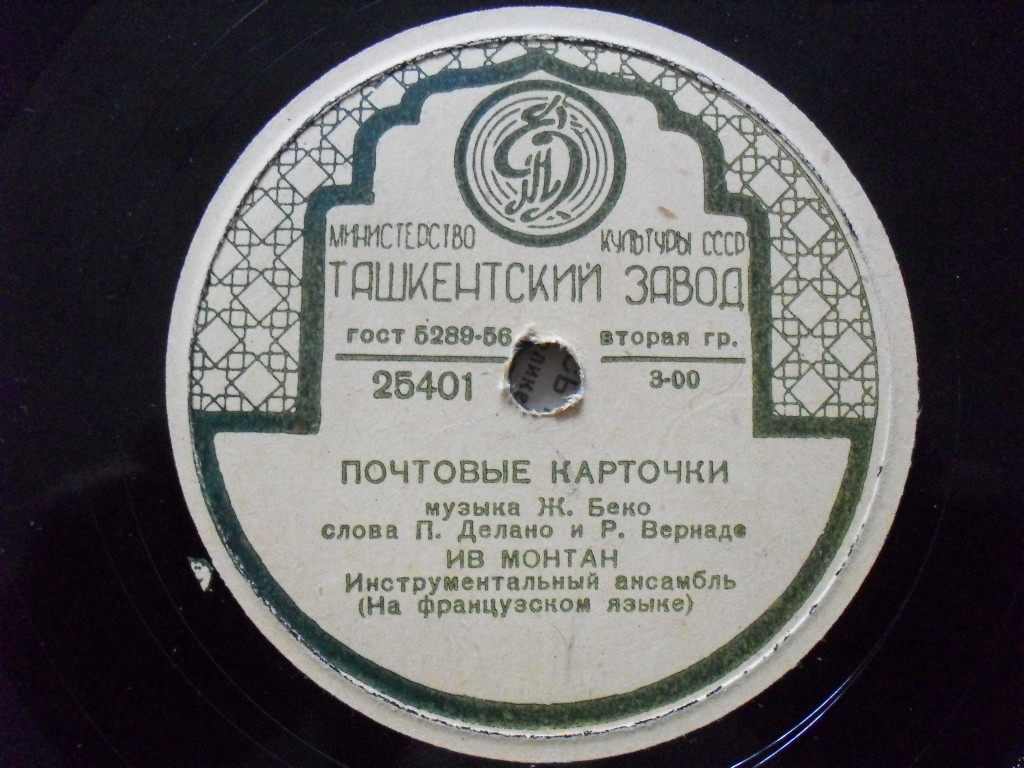 МИНИСТЕРСТВО КУЛЬТУРЫ СССР
ТАШКЕНТСКИЙ ЗАВОД
гост 5289-56 вторая гр.
25401 3-00
ПОЧТОВЫЕ КАРТОЧКИ
музыка Ж. Беко
слова П. Делано и Р. Вернаде
ИВ МОНТАН
Инструментальный ансамбль
(На французском языке)